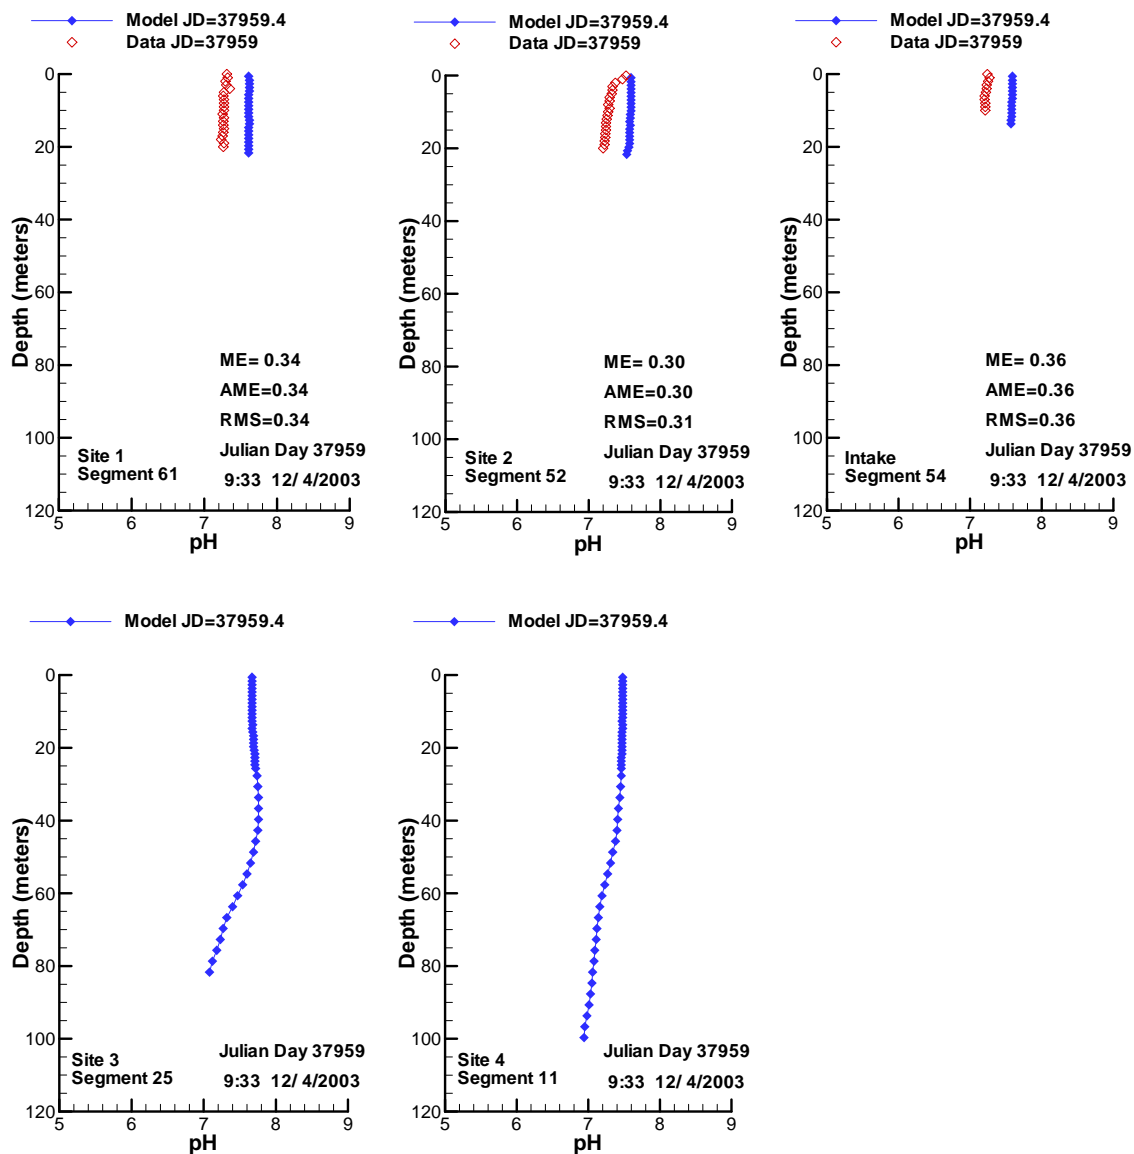 Model JD=37959.4
Data JD=37959
0
20
40
60
80
100
120
Depth (meters)
ME= 0.34
AME=0.34
RMS=0.34
Julian Day 37959
9:33 12/ 4/2003
Site 1
Segment 61
5 6 7 8 9
pH
Model JD=37959.4
Data JD=37959
0
20
40
60
80
100
120
Depth (meters)
ME= 0.30
AME=0.30
RMS=0.31
Julian Day 37959
9:33 12/ 4/2003
Site 2
Segment 52
5 6 7 8 9
pH
Model JD=37959.4
Data JD=37959
0
20
40
60
80
100
120
Depth (meters)
ME= 0.36
AME=0.36
RMS=0.36
Julian Day 37959
9:33 12/ 4/2003
Intake
Segment 54
5 6 7 8 9
pH
Model JD=37959.4
0
20
40
60
80
100
120
Depth (meters)
Julian Day 37959
9:33 12/ 4/2003
Site 3
Segment 25
5 6 7 8 9
pH
Model JD=37959.4
0
20
40
60
80
100
120
Depth (meters)
Julian Day 37959
9:33 12/ 4/2003
Site 4
Segment 11
5 6 7 8 9
pH